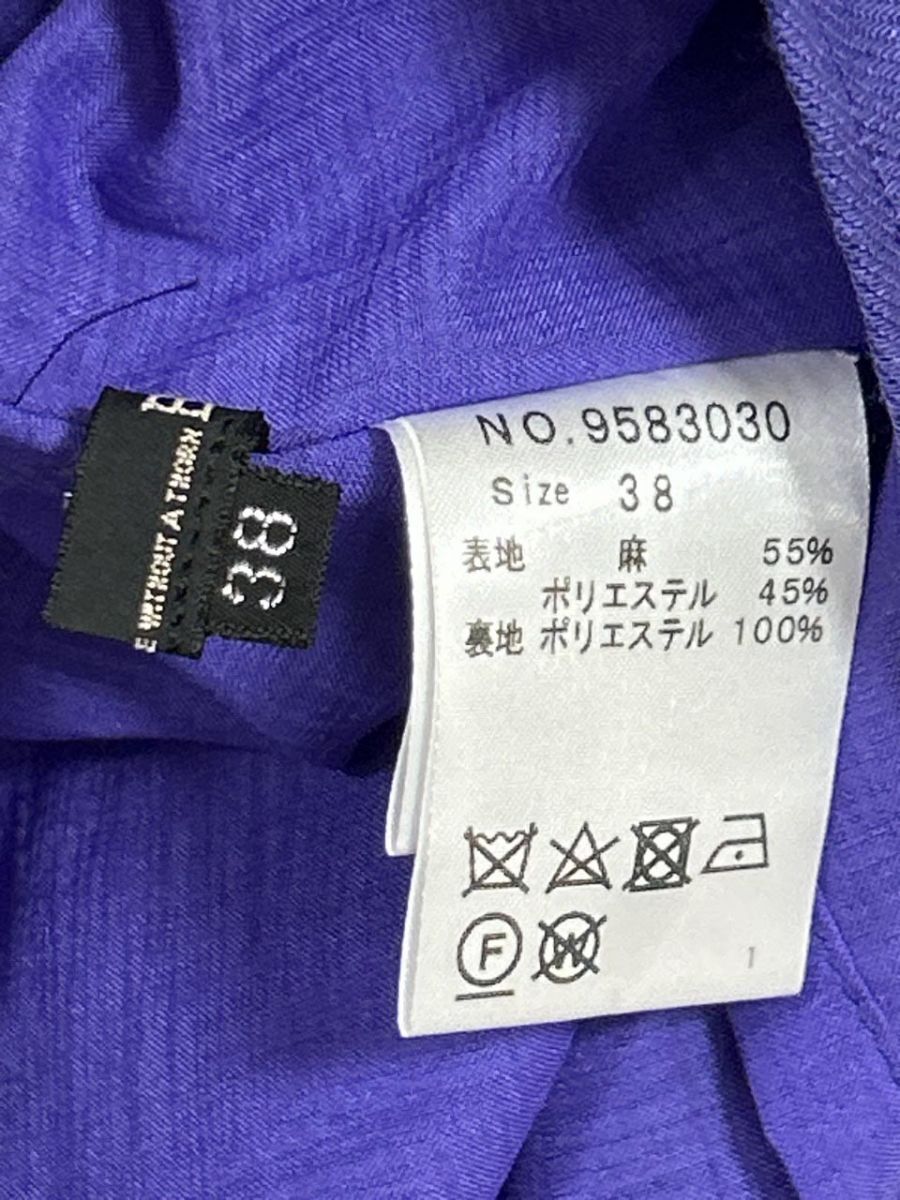 NO.9583030
Size 38
表地 麻 55%
ポリエステル 45%
裏地 ポリエステル 100%
F
W
1
WITHOUT A THORN
38